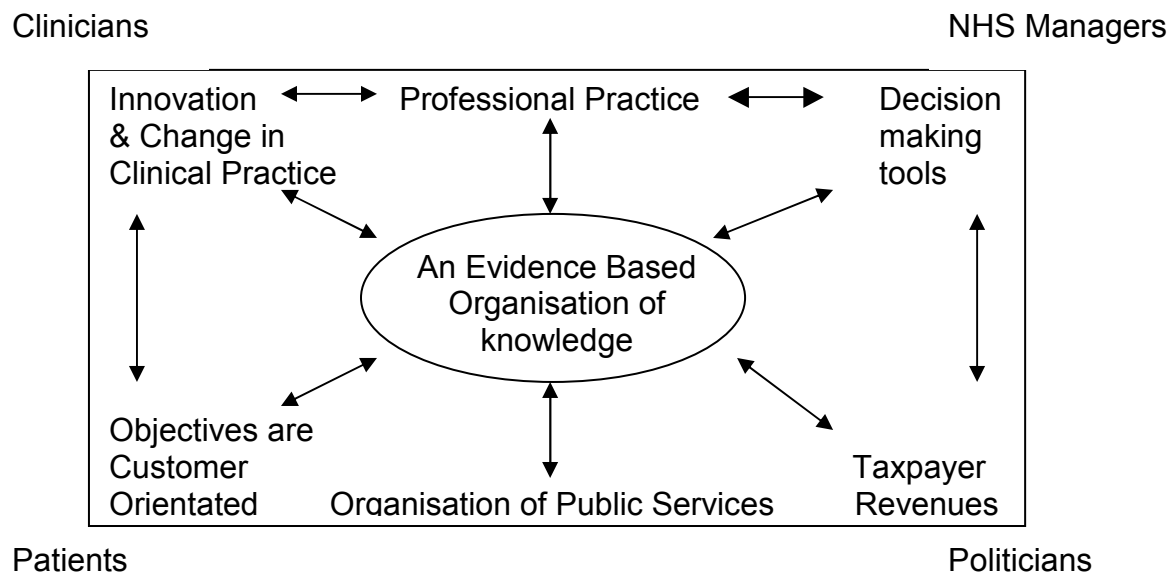 Clinicians
NHS Managers
Innovation
& Change in
Clinical Practice
Professional Practice
Decision
making
tools
An Evidence Based
Organisation of
knowledge
Objectives are
Customer
Orientated
Organisation of Public Services
Taxpayer
Revenues
Patients
Politicians